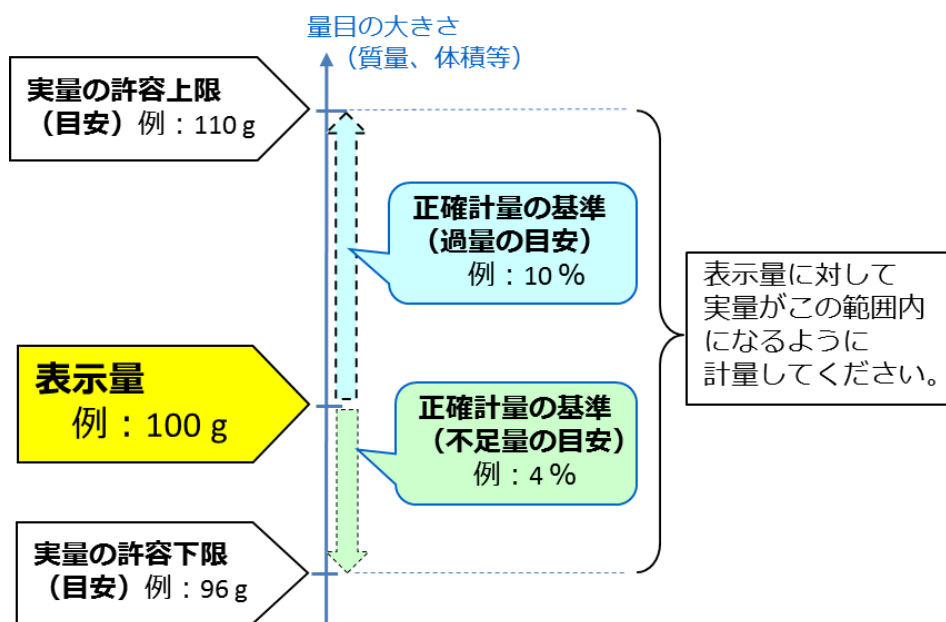 量目の大きさ
（質量、体積等）
実量の許容上限
（目安）例：110 g
正確計量の基準
（過量の目安）
例：10 %
表示量に対して
実量がこの範囲内
になるように
計量してください。
表示量
例：100 g
正確計量の基準
（不足量の目安）
例：4 %
実量の許容下限
（目安）例：96 g